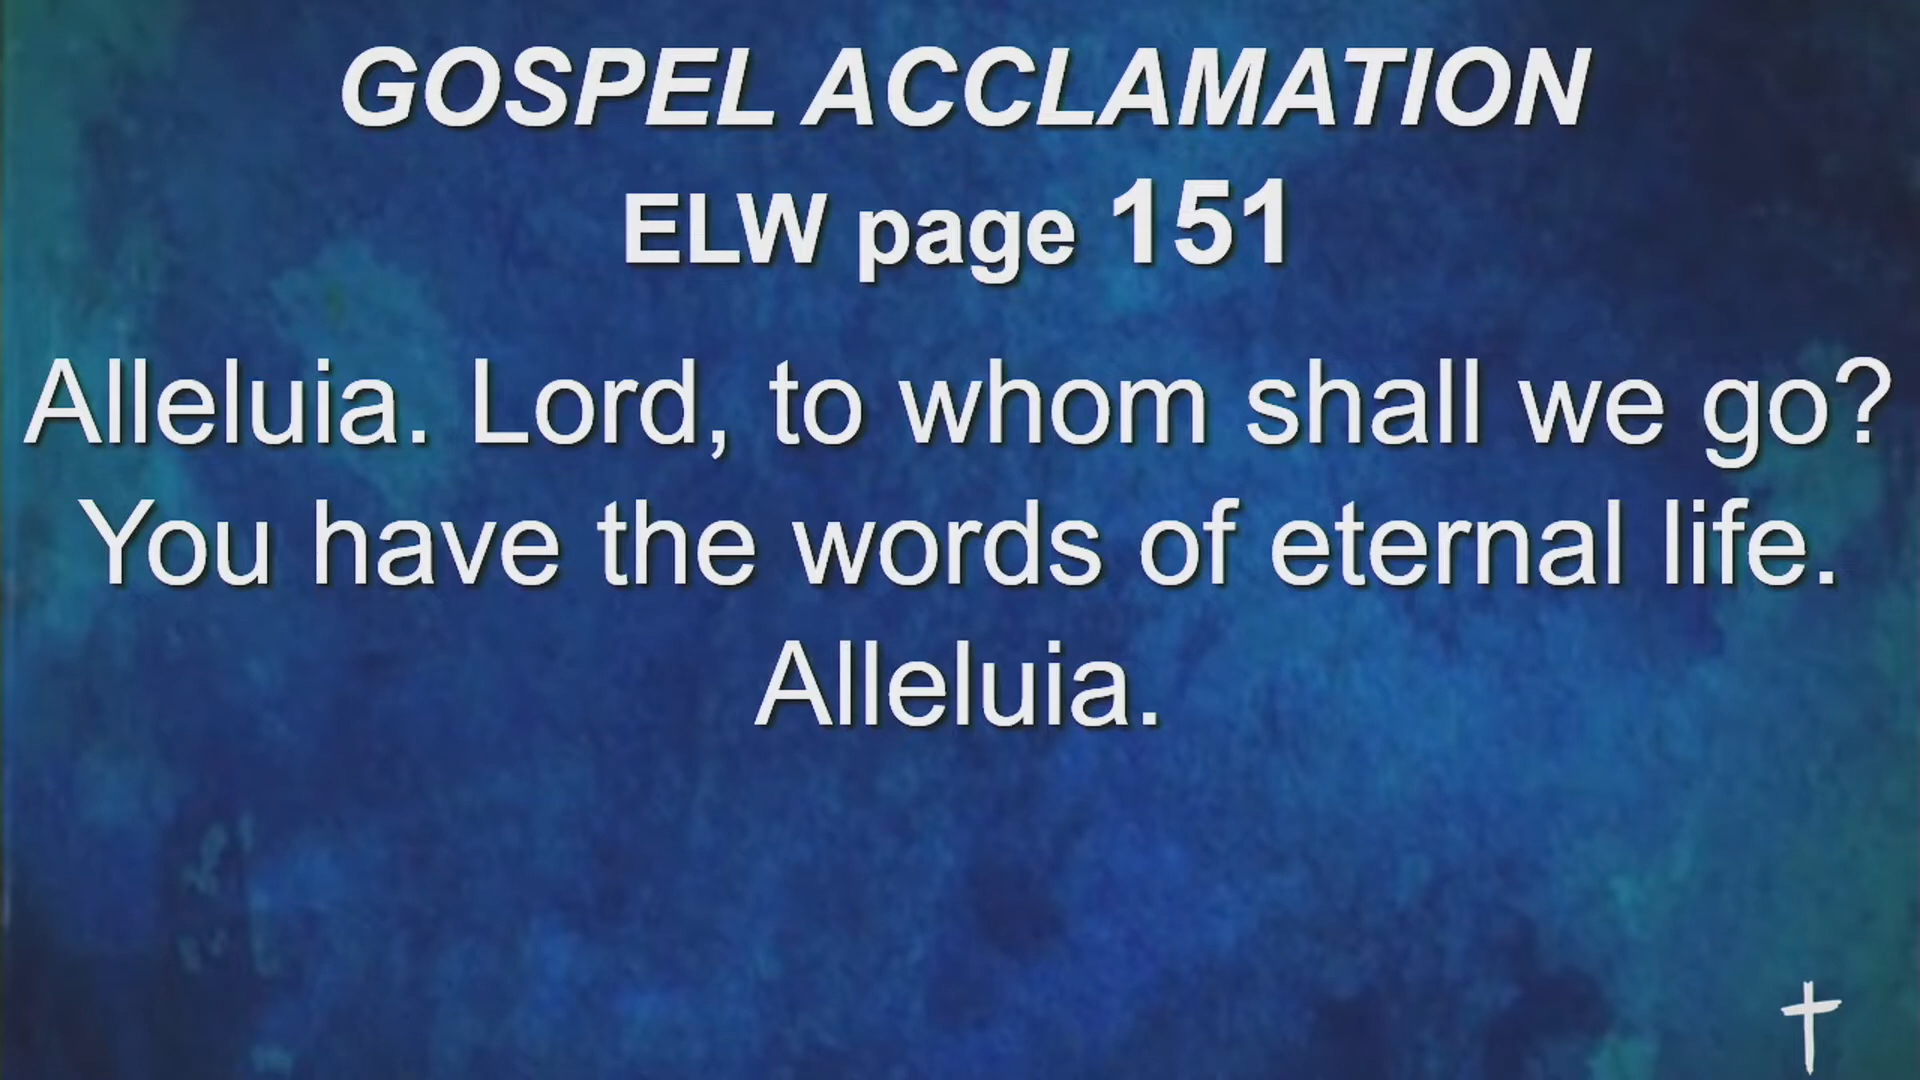 GOSPEL ACCLAMATION
ELW page 151
Alleluia. Lord, to whom shall we go?
You have the words of eternal life.
Alleluia.